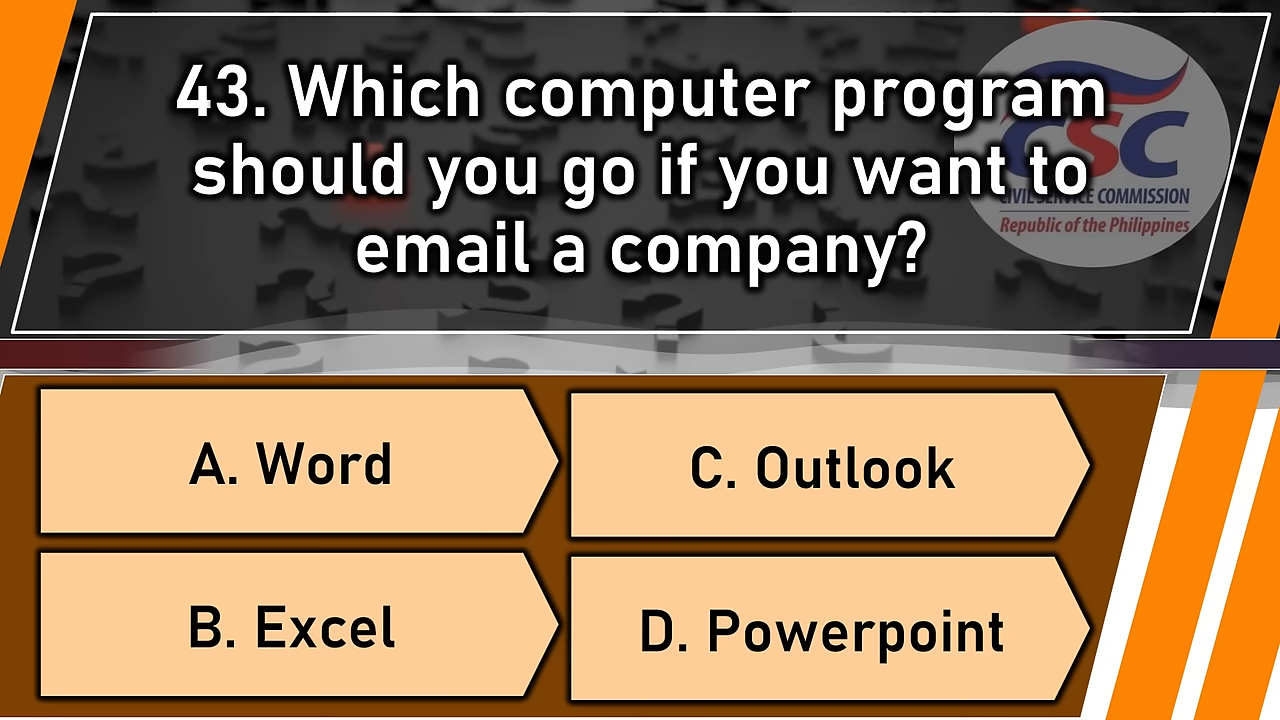 43. Which computer program
should you go if you want to
email a company?
CSC
CIVIL SERVICE COMMISSION
Republic of the Philippines
A. Word
C. Outlook
B. Excel
D. Powerpoint